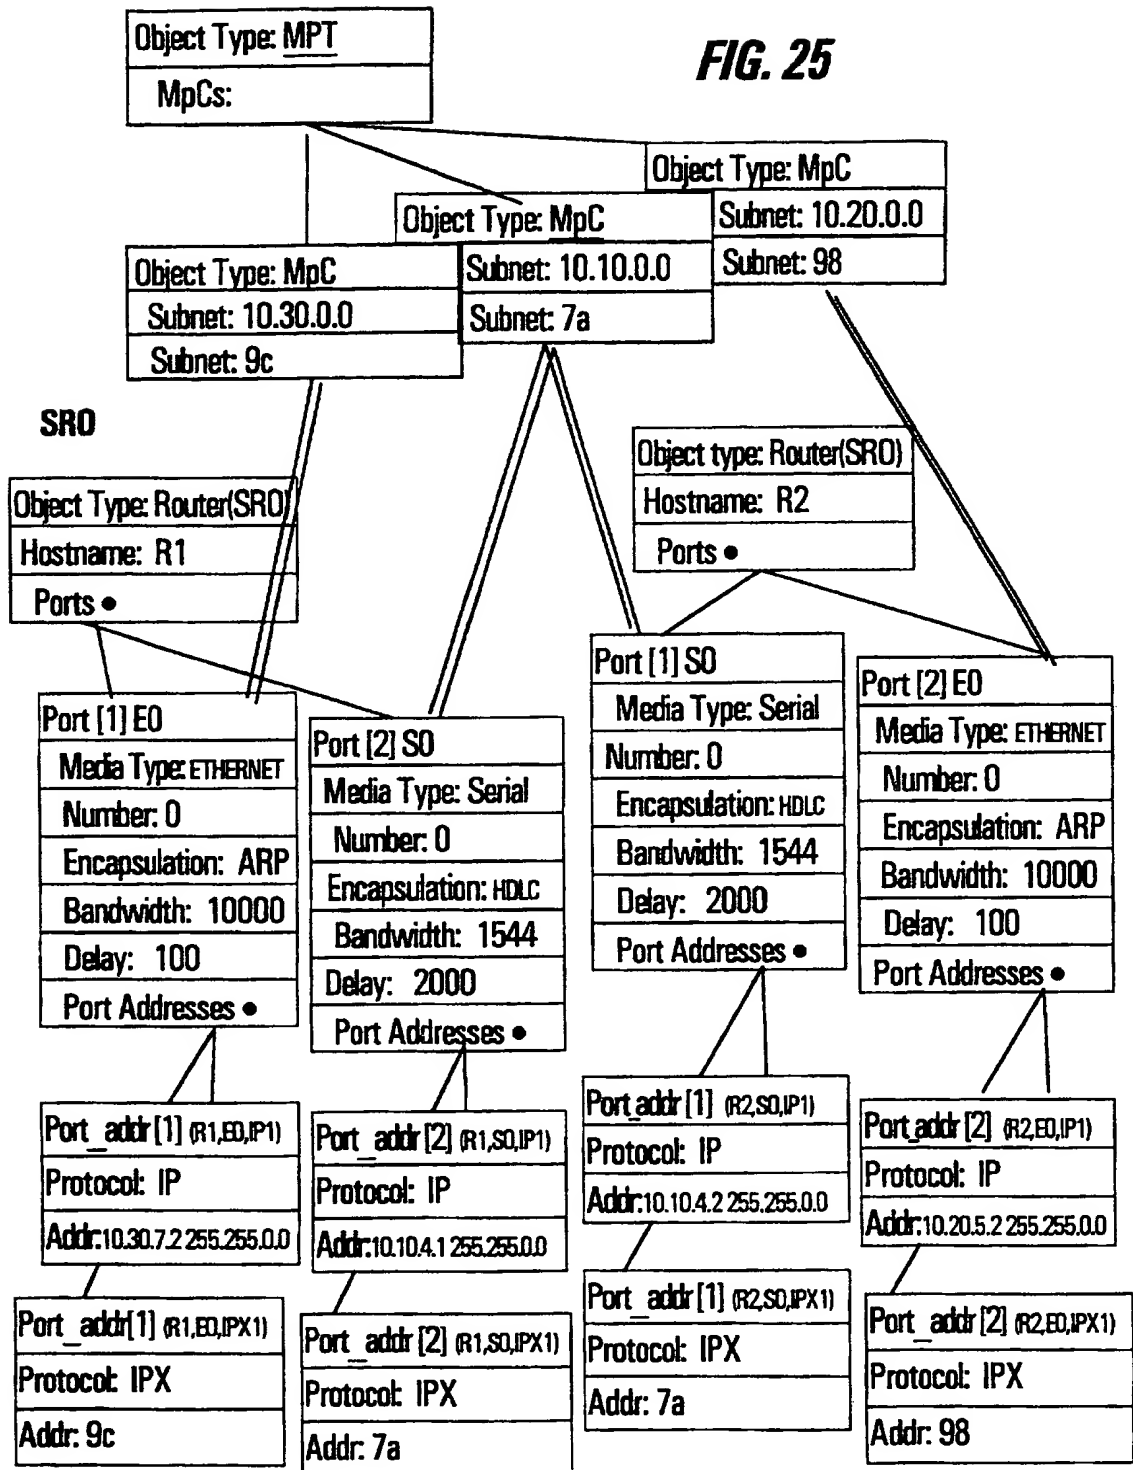 FIG. 25
Object Type: MPT
MpCs:
Object Type: MpC
Subnet: 10.20.0.0
Subnet: 98
Object Type: MpC
Subnet: 10.10.0.0
Subnet: 7a
Object Type: MpC
Subnet: 10.30.0.0
Subnet: 9c
SRO
Object Type: Router(SRO)
Hostname: R1
Ports •
Object type: Router(SRO)
Hostname: R2
Ports •
Port [1] E0
Media Type: ETHERNET
Number: 0
Encapsulation: ARP
Bandwidth: 10000
Delay: 100
Port Addresses •
Port [2] S0
Media Type: Serial
Number: 0
Encapsulation: HDLC
Bandwidth: 1544
Delay: 2000
Port Addresses •
Port [1] S0
Media Type: Serial
Number: 0
Encapsulation: HDLC
Bandwidth: 1544
Delay: 2000
Port Addresses •
Port [2] E0
Media Type: ETHERNET
Number: 0
Encapsulation: ARP
Bandwidth: 10000
Delay: 100
Port Addresses •
Port_addr [1] (R1,E0,IP1)
Protocol: IP
Addr:10.30.7.2 255.255.0.0
Port_addr [2] (R1,S0,IP1)
Protocol: IP
Addr:10.10.4.1 255.255.0.0
Port_addr [1] (R2,S0,IP1)
Protocol: IP
Addr:10.10.4.2 255.255.0.0
Port_addr [2] (R2,E0,IP1)
Protocol: IP
Addr:10.20.5.2 255.255.0.0
Port_addr[1] (R1,E0,IPX1)
Protocol: IPX
Addr: 9c
Port_addr [2] (R1,S0,IPX1)
Protocol: IPX
Addr: 7a
Port_addr [1] (R2,S0,IPX1)
Protocol: IPX
Addr: 7a
Port_addr [2] (R2,E0,IPX1)
Protocol: IPX
Addr: 98